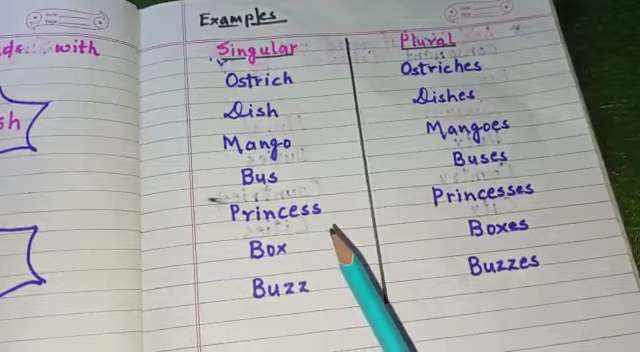 ds with
sh
Examples
Singular Plural
Ostrich Ostriches
Dish Dishes
Mango Mangoes
Bus Buses
Princess Princesses
Box Boxes
Buzz Buzzes